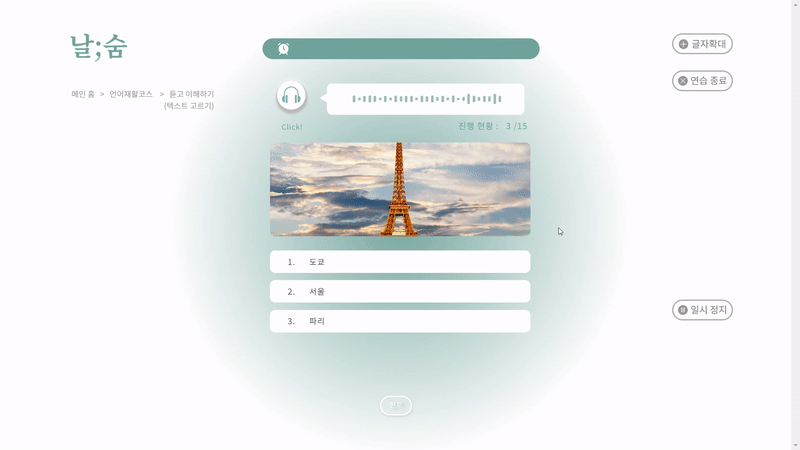 날;숨
글자확대
연습 종료
메인 홈 > 언어재활코스 > 듣고 이해하기
(텍스트 고르기)
Click!
진행 현황 : 3 /15
1. 도쿄
2. 서울
3. 파리
일시 정지